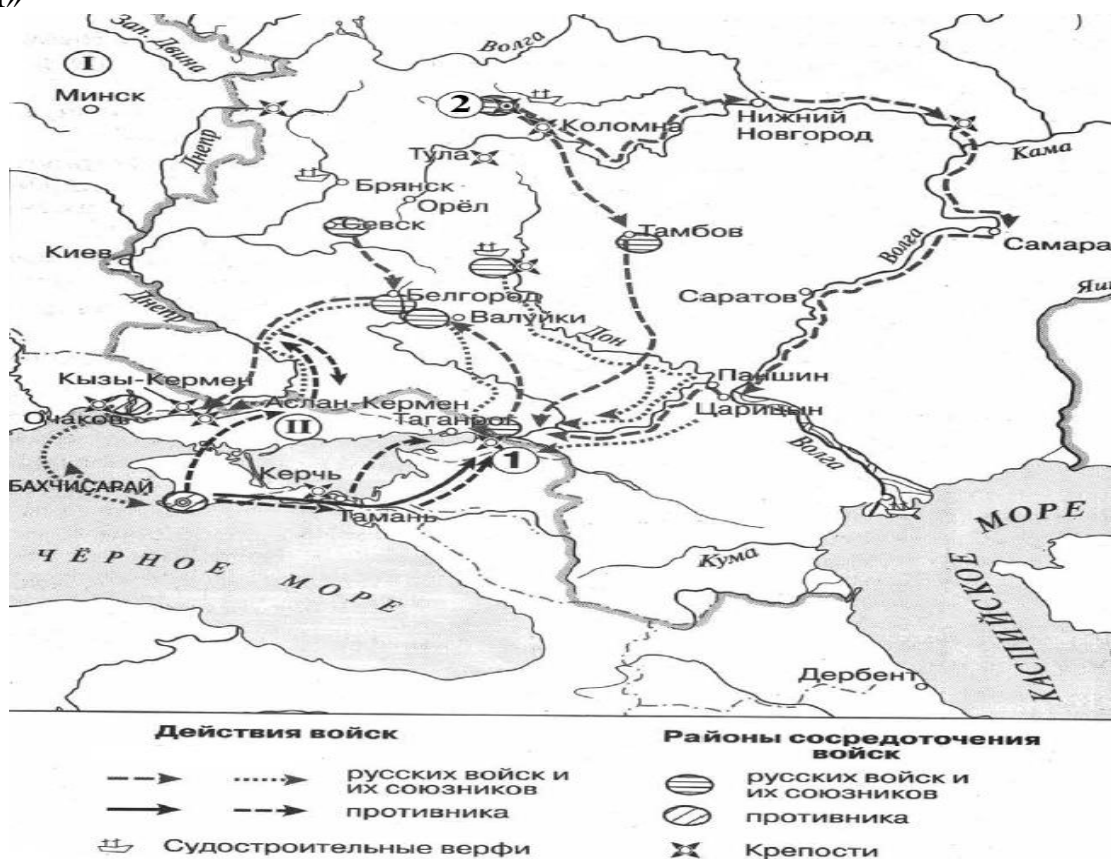 Зап. Двина
Волга
I
Минск
2
Коломна
Нижний
Новгород
Кама
Днепр
Тула
Брянск
Орёл
Севск
Тамбов
Самара
Киев
Волга
Белгород
Саратов
Валуйки
Днепр
Дон
Паншин
Кызы-Кермен
Аслан-Кермен
Царицын
Очаков
II
Таганрог
1
Волга
Керчь
БАХЧИСАРАЙ
Тамань
Кума
ЧЁРНОЕ МОРЕ
КАСПИЙСКОЕ МОРЕ
Дербент
Действия войск
русских войск и
их союзников
противника
Судостроительные верфи
Районы сосредоточения
войск
русских войск и
их союзников
противника
Крепости